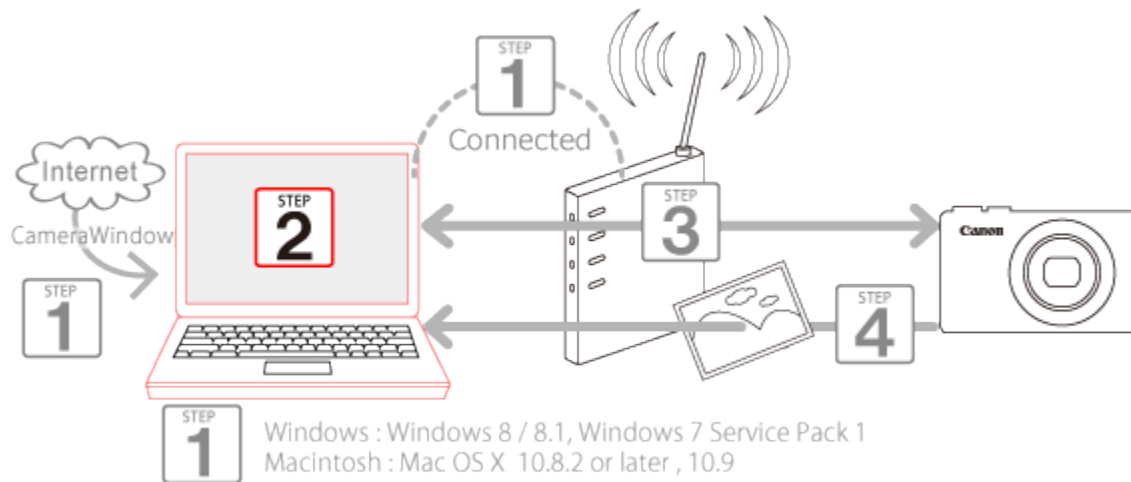 STEP
1
Connected
Internet
CameraWindow
STEP
1
STEP
2
STEP
3
Canon
STEP
4
STEP
1
Windows : Windows 8 / 8.1, Windows 7 Service Pack 1
Macintosh : Mac OS X 10.8.2 or later , 10.9